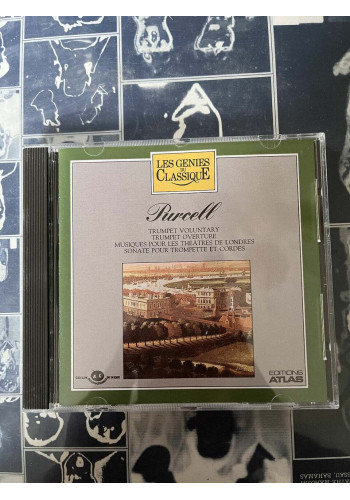 LES GENIES
DU
CLASSIQUE
Purcell
TRUMPET VOLUNTARY
TRUMPET OVERTURE
MUSIQUES POUR LES THEATRES DE LONDRES
SONATE POUR TROMPETTE ET CORDES
EDITIONS
ATLAS